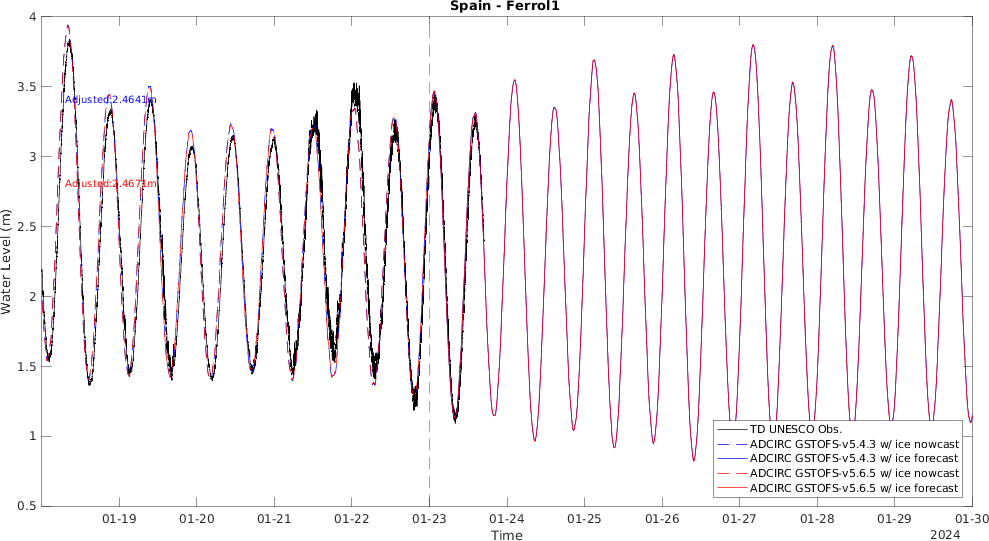 Spain - Ferrol1
Water Level (m)
4
3.5
3
2.5
2
1.5
1
0.5
Adjusted:2.4641m
Adjusted:2.4671m
TD UNESCO Obs.
ADCIRC GSTOFS-v5.4.3 w/ ice nowcast
ADCIRC GSTOFS-v5.4.3 w/ ice forecast
ADCIRC GSTOFS-v5.6.5 w/ ice nowcast
ADCIRC GSTOFS-v5.6.5 w/ ice forecast
01-19 01-20 01-21 01-22 01-23 01-24 01-25 01-26 01-27 01-28 01-29 01-30
Time
2024